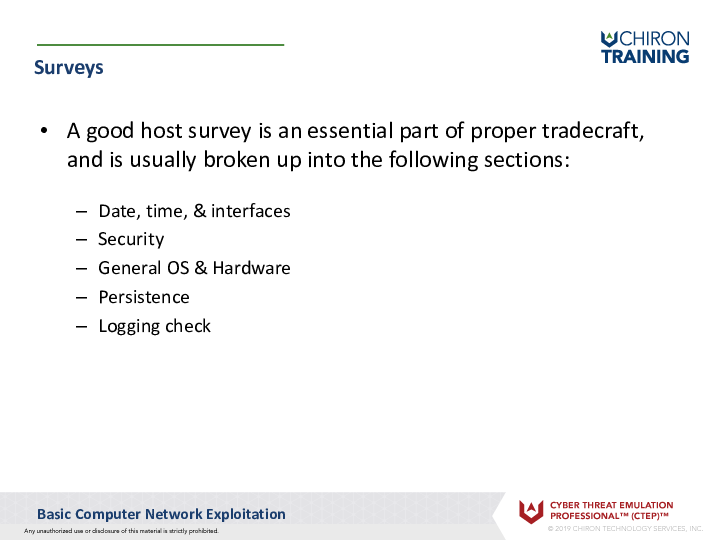 CHIRON
TRAINING
Surveys
• A good host survey is an essential part of proper tradecraft,
and is usually broken up into the following sections:
– Date, time, & interfaces
– Security
– General OS & Hardware
– Persistence
– Logging check
Basic Computer Network Exploitation
Any unauthorized use or disclosure of this material is strictly prohibited.
CYBER THREAT EMULATION
PROFESSIONAL™ (CTEP)™
© 2019 CHIRON TECHNOLOGY SERVICES, INC.